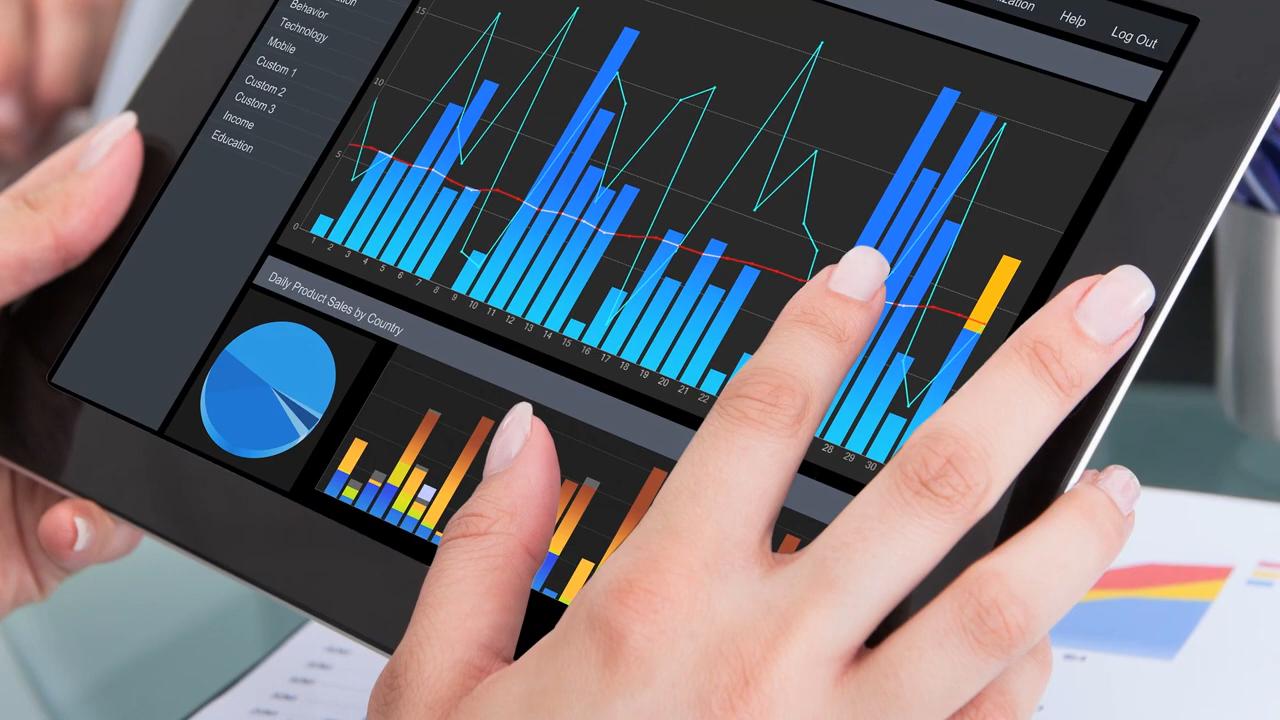 Help
Log Out
Behavior
Technology
Mobile
Custom 1
Custom 2
Custom 3
Income
Education
15
10
5
0
1 2 3 4 5 6 7 8 9 10 11 12 13 14 15 16 17 18 19 20 21 22
28 29 30
Daily Product Sales by Country